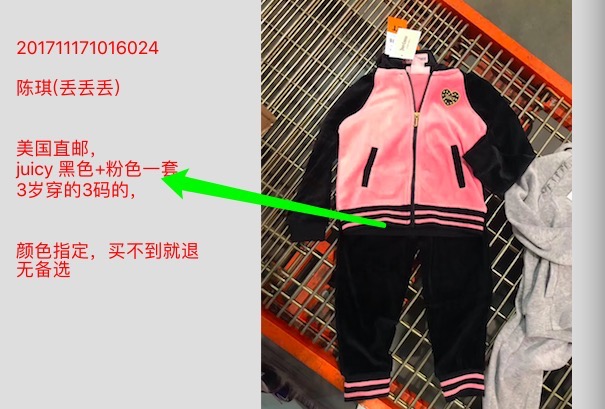 201711171016024
陈琪(丢丢丢)
美国直邮，
juicy 黑色+粉色一套
3岁穿的3码的，
颜色指定，买不到就退
无备选